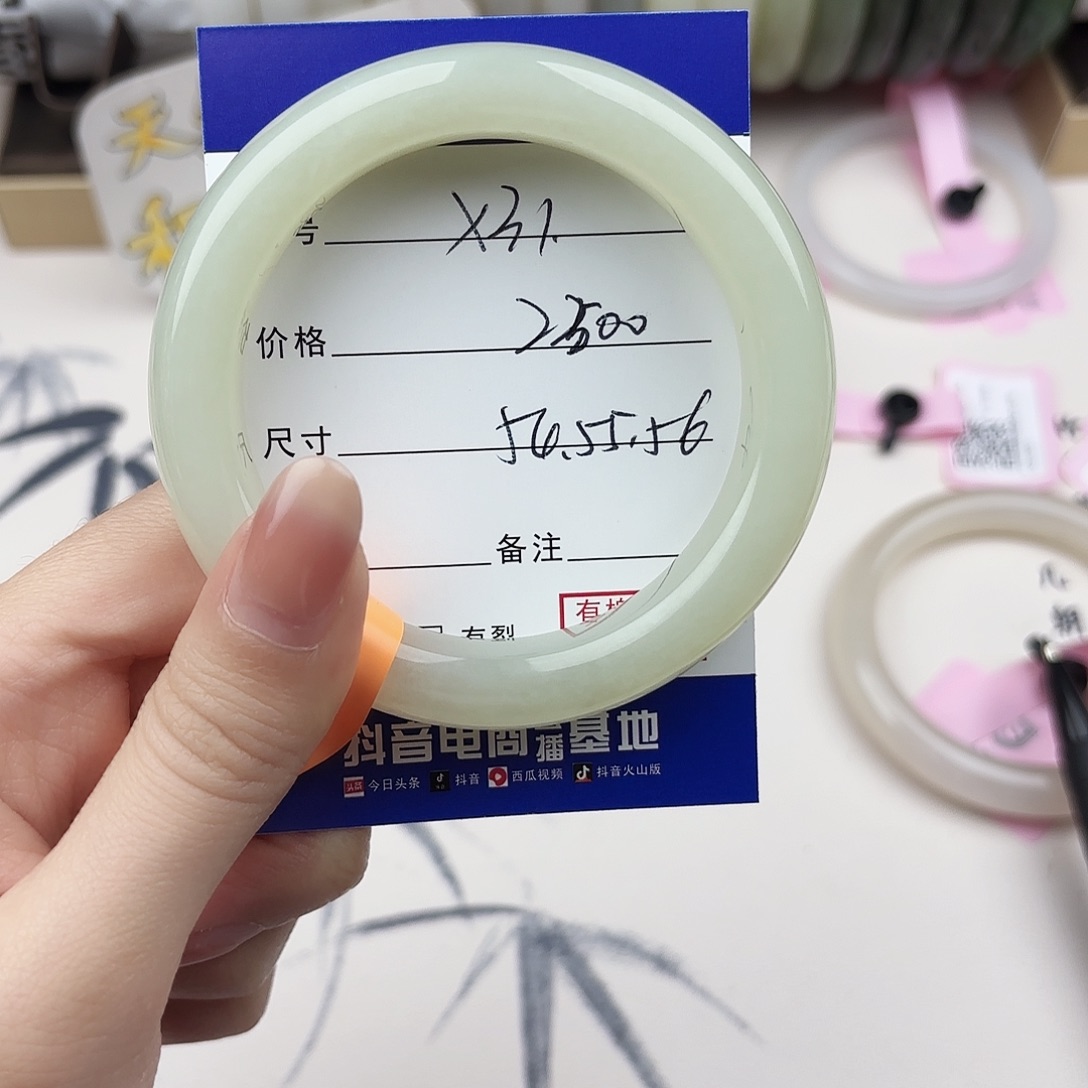 号 X31.
价格 2500
尺寸 56.55.56
备注
有裂
抖音电商直播基地
今日头条 抖音 西瓜视频 抖音火山版